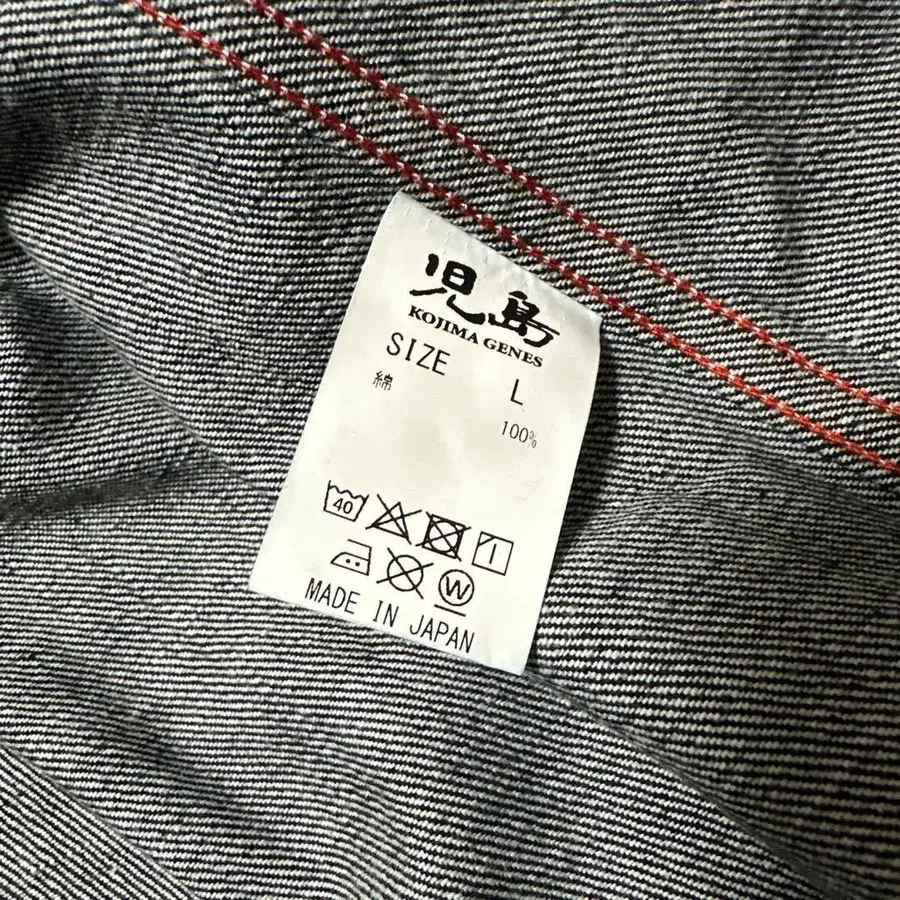 児島
KOJIMA GENES
SIZE L
綿 100%
40
W
MADE IN JAPAN